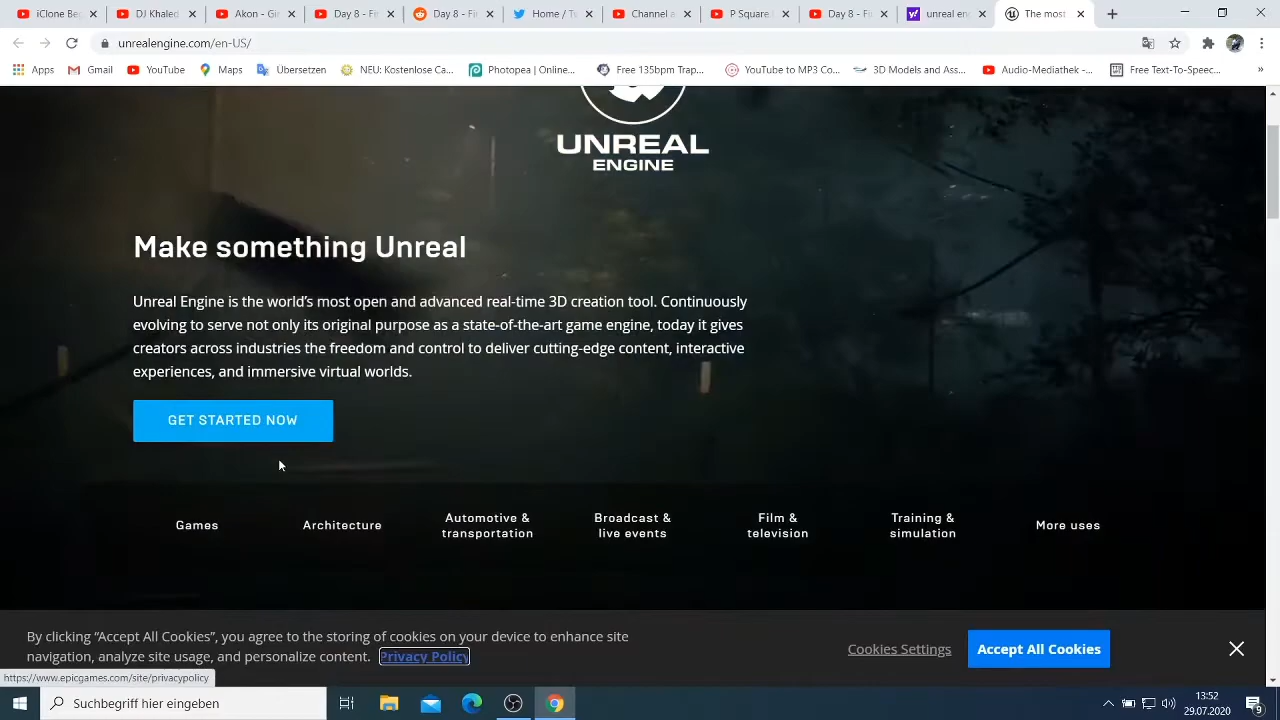 iClone Be
DJ Khaled
Akon - Gi
Day 8 - Fi
Day 8 - Fi
Home / Tw
Channel a
P Square
Day 8 - Fi
unreal en
The most
unrealengine.com/en-US/
Apps
Gmail
YouTube
Maps
Übersetzen
NEU: Kostenlose Ca...
Photopea | Online...
Free 135bpm Trap...
YouTube to MP3 Co...
3D Models and Ass...
Audio-Mediathek -...
Free Text-To-Speec...
»
UNREAL
ENGINE
Make something Unreal
Unreal Engine is the world's most open and advanced real-time 3D creation tool. Continuously
evolving to serve not only its original purpose as a state-of-the-art game engine, today it gives
creators across industries the freedom and control to deliver cutting-edge content, interactive
experiences, and immersive virtual worlds.
GET STARTED NOW
Games
Architecture
Automotive &
transportation
Broadcast &
live events
Film &
television
Training &
simulation
More uses
By clicking “Accept All Cookies”, you agree to the storing of cookies on your device to enhance site
navigation, analyze site usage, and personalize content. Privacy Policy
Cookies Settings
Accept All Cookies
https://www.epicgames.com/site/privacypolicy
Suchbegriff hier eingeben
13:52
29.07.2020